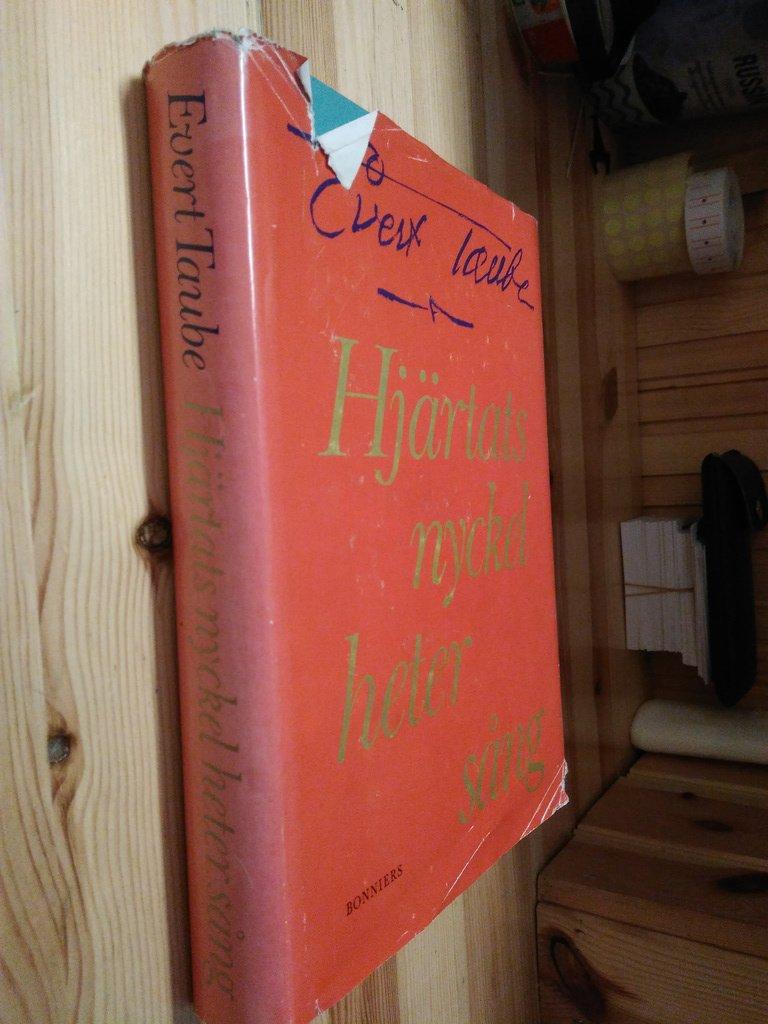 Evert Taube Hjärtats nyckel heter sång
Evert Taube
Hjärtats
nyckel
heter
sång
BONNIERS